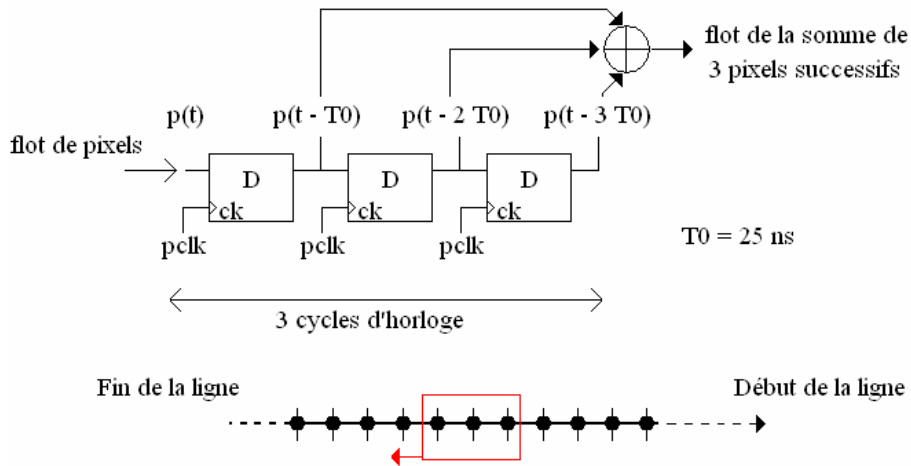 flot de la somme de
3 pixels successifs
p(t)
p(t - T0)
p(t - 2 T0)
p(t - 3 T0)
flot de pixels
D
D
D
ck
ck
ck
pclk
pclk
pclk
T0 = 25 ns
3 cycles d'horloge
Fin de la ligne
Début de la ligne